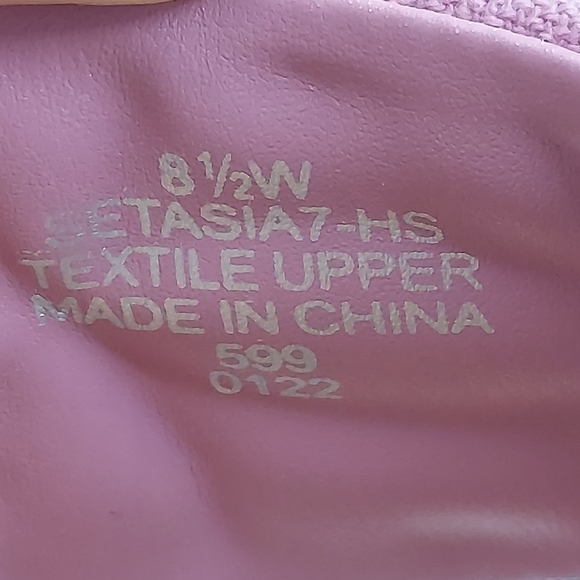 8½W
SETASIA7-HS
TEXTILE UPPER
MADE IN CHINA
599
0122